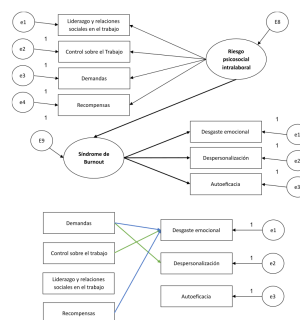 e1
Liderazgo y relaciones
sociales en el trabajo
E8
1
e2
Control sobre el Trabajo
Riesgo
psicosocial
intralaboral
1
e3
Demandas
1
e4
Recompensas
1
1
e1
Desgaste emocional
E9
Síndrome de
Burnout
1
e2
Despersonalización
1
e3
Autoeficacia
Demandas
Desgaste emocional
1
e1
Control sobre el trabajo
Despersonalización
1
e2
Liderazgo y relaciones
sociales en el trabajo
Autoeficacia
1
e3
Recompensas